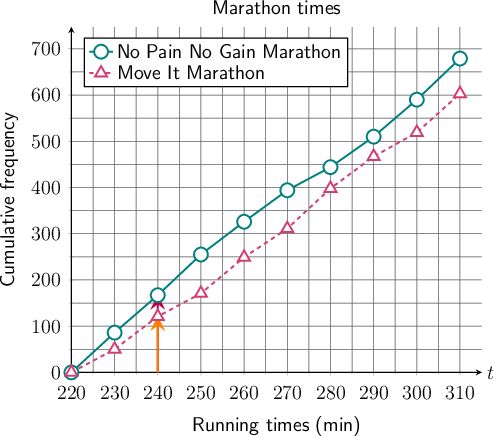 Marathon times
No Pain No Gain Marathon
Move It Marathon
Cumulative frequency
700
600
500
400
300
200
100
0
220 230 240 250 260 270 280 290 300 310
t
Running times (min)